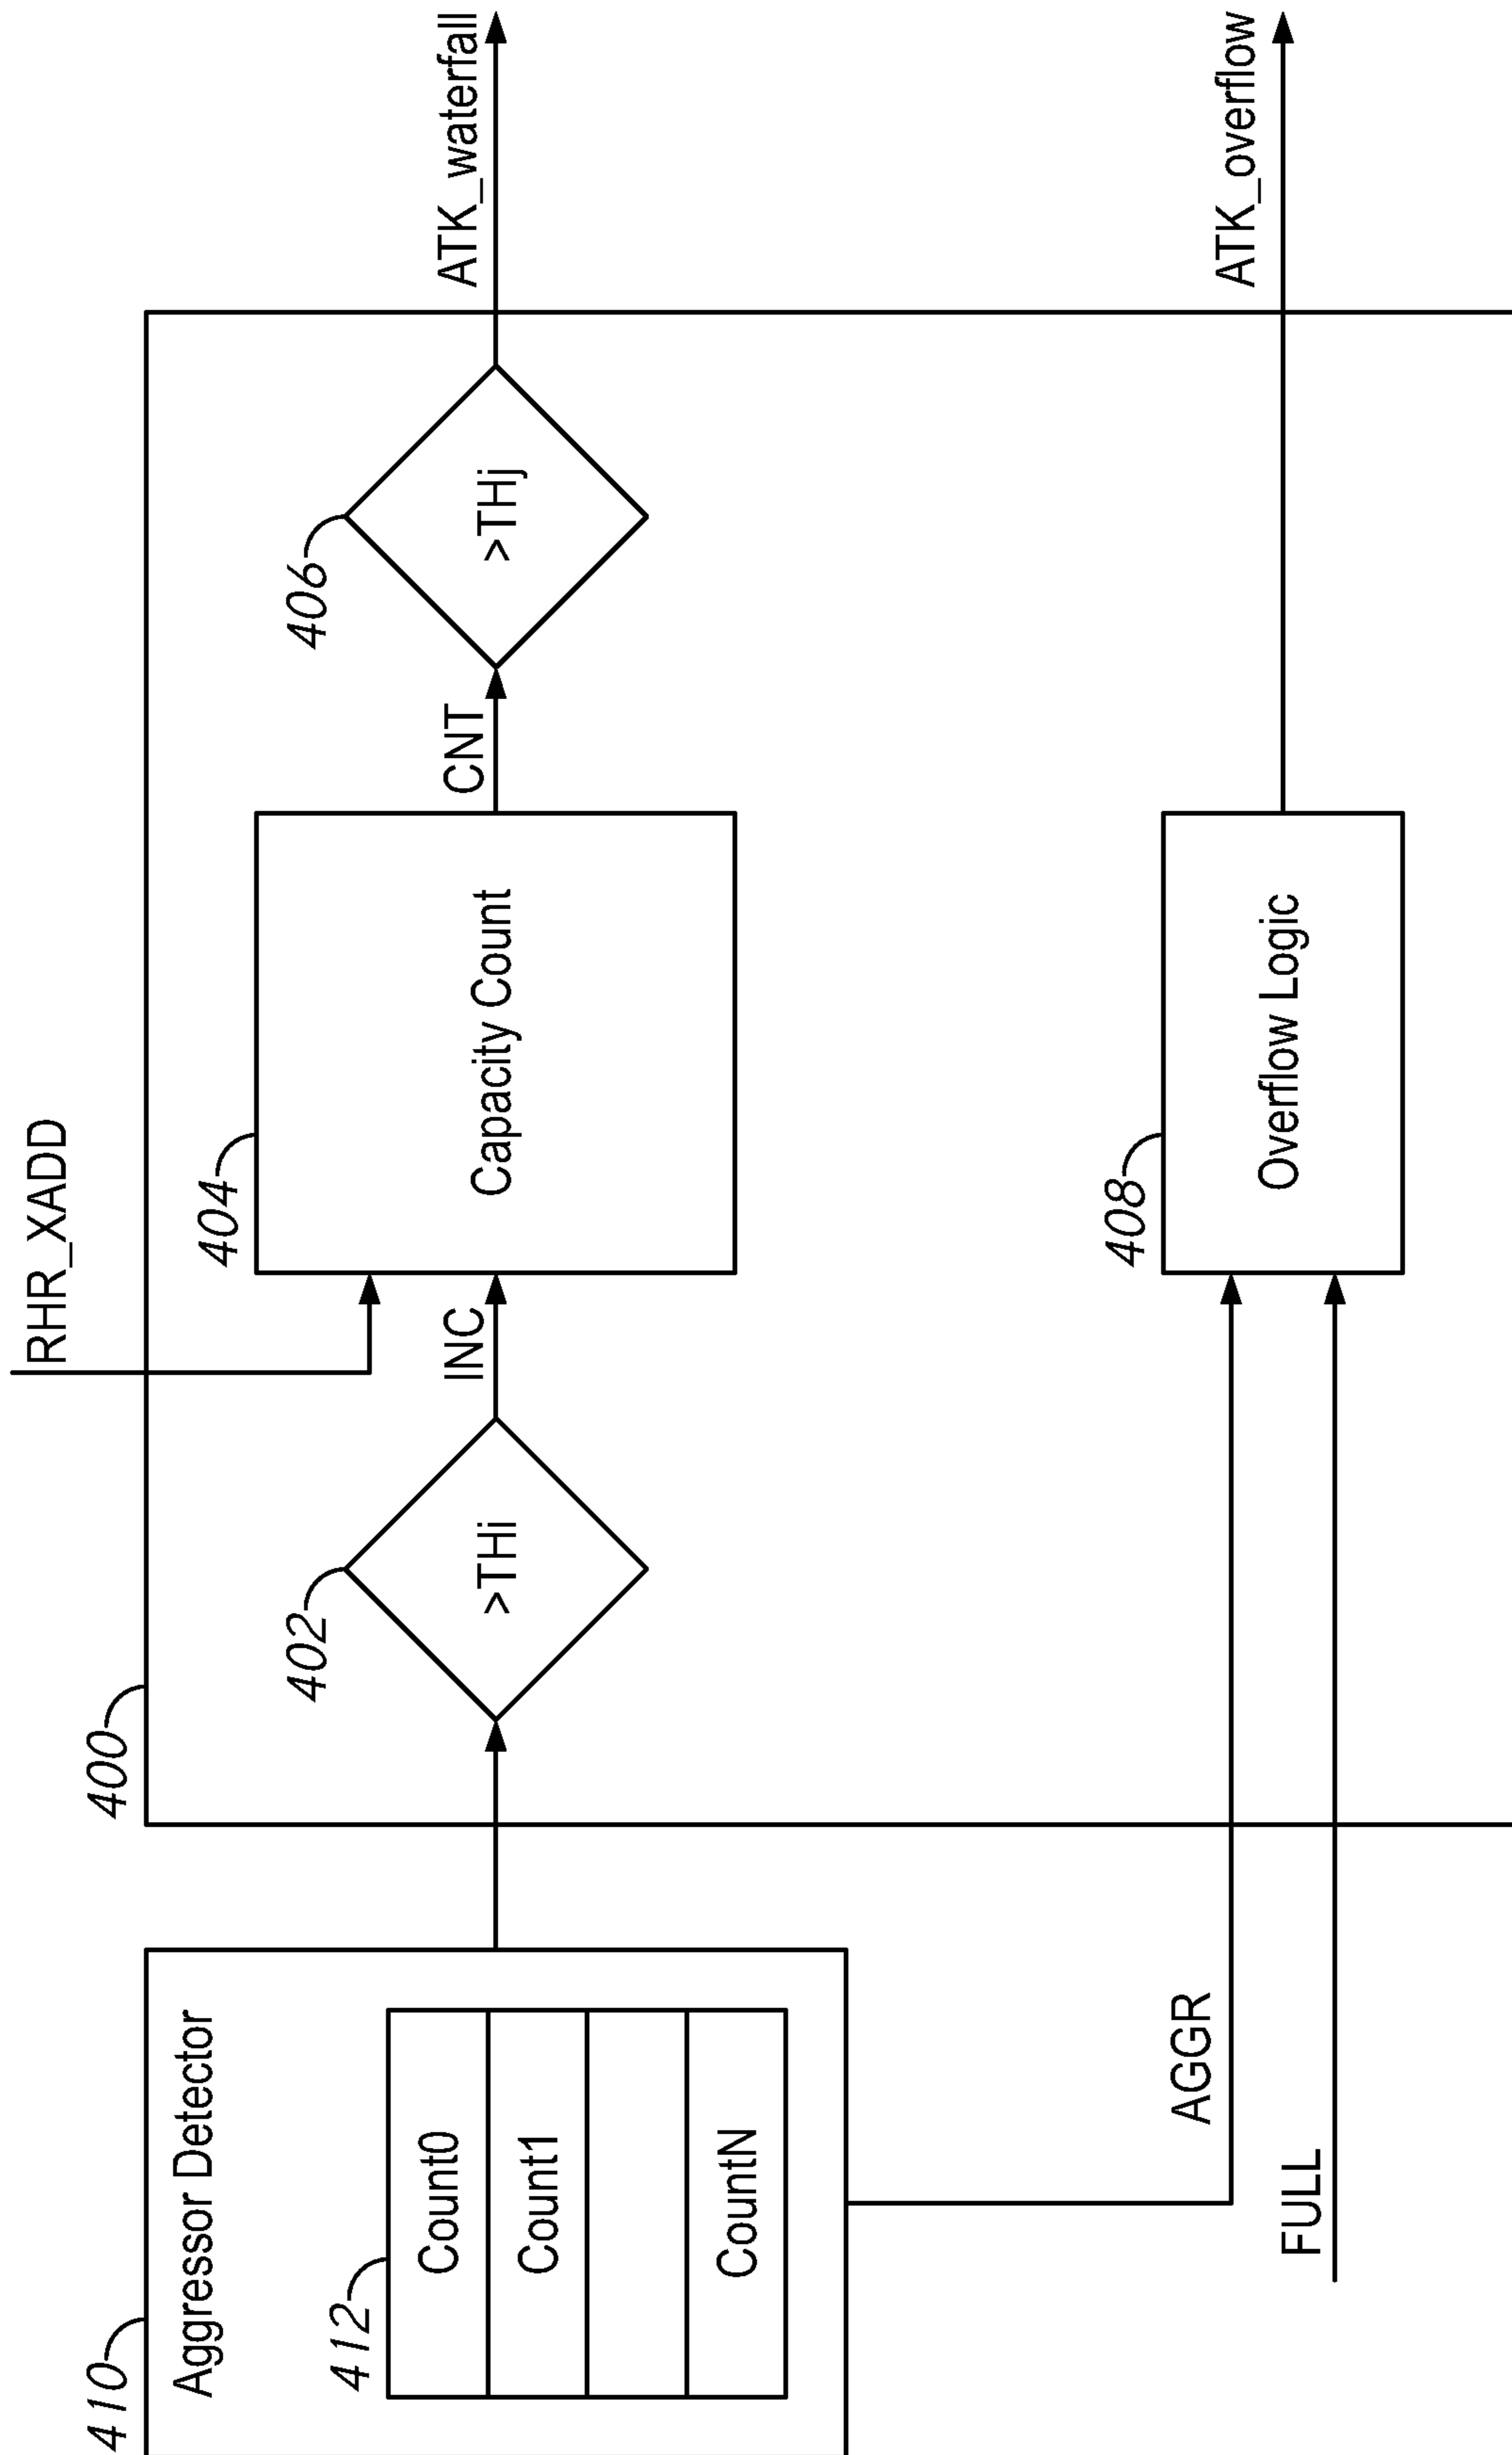 410
Aggressor Detector
412
Count0
Count1
CountN
AGGR
FULL
400
RHR_XADD
402
>THi
INC
404
Capacity Count
CNT
406
>THj
ATK_waterfall
408
Overflow Logic
ATK_overflow